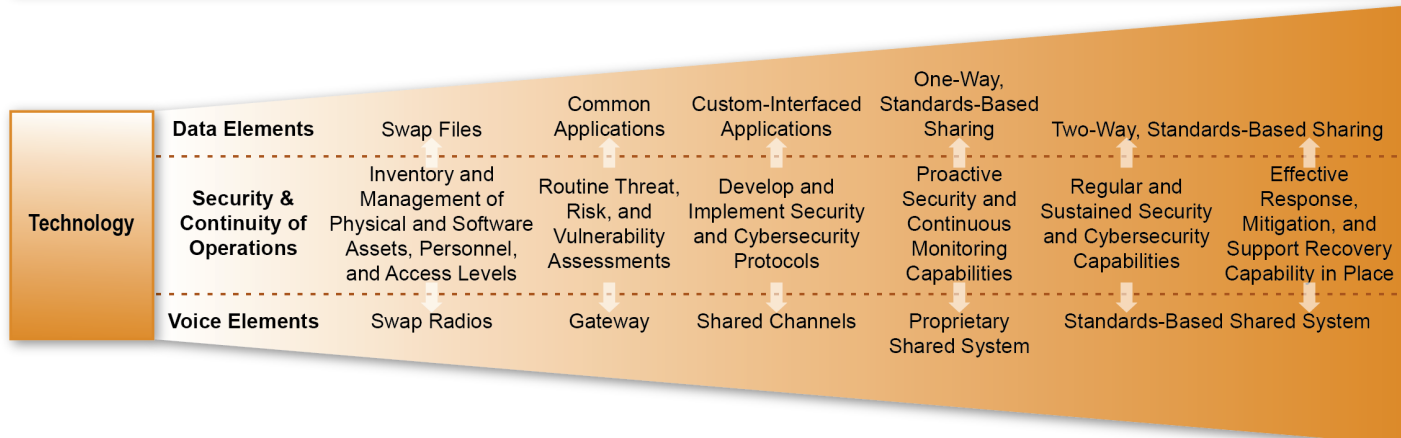 Technology
Data Elements
Swap Files
Common
Applications
Custom-Interfaced
Applications
One-Way,
Standards-Based
Sharing
Two-Way, Standards-Based Sharing
Security &
Continuity of
Operations
Inventory and
Management of
Physical and Software
Assets, Personnel,
and Access Levels
Routine Threat,
Risk, and
Vulnerability
Assessments
Develop and
Implement Security
and Cybersecurity
Protocols
Proactive
Security and
Continuous
Monitoring
Capabilities
Regular and
Sustained Security
and Cybersecurity
Capabilities
Effective
Response,
Mitigation, and
Support Recovery
Capability in Place
Voice Elements
Swap Radios
Gateway
Shared Channels
Proprietary
Shared System
Standards-Based Shared System